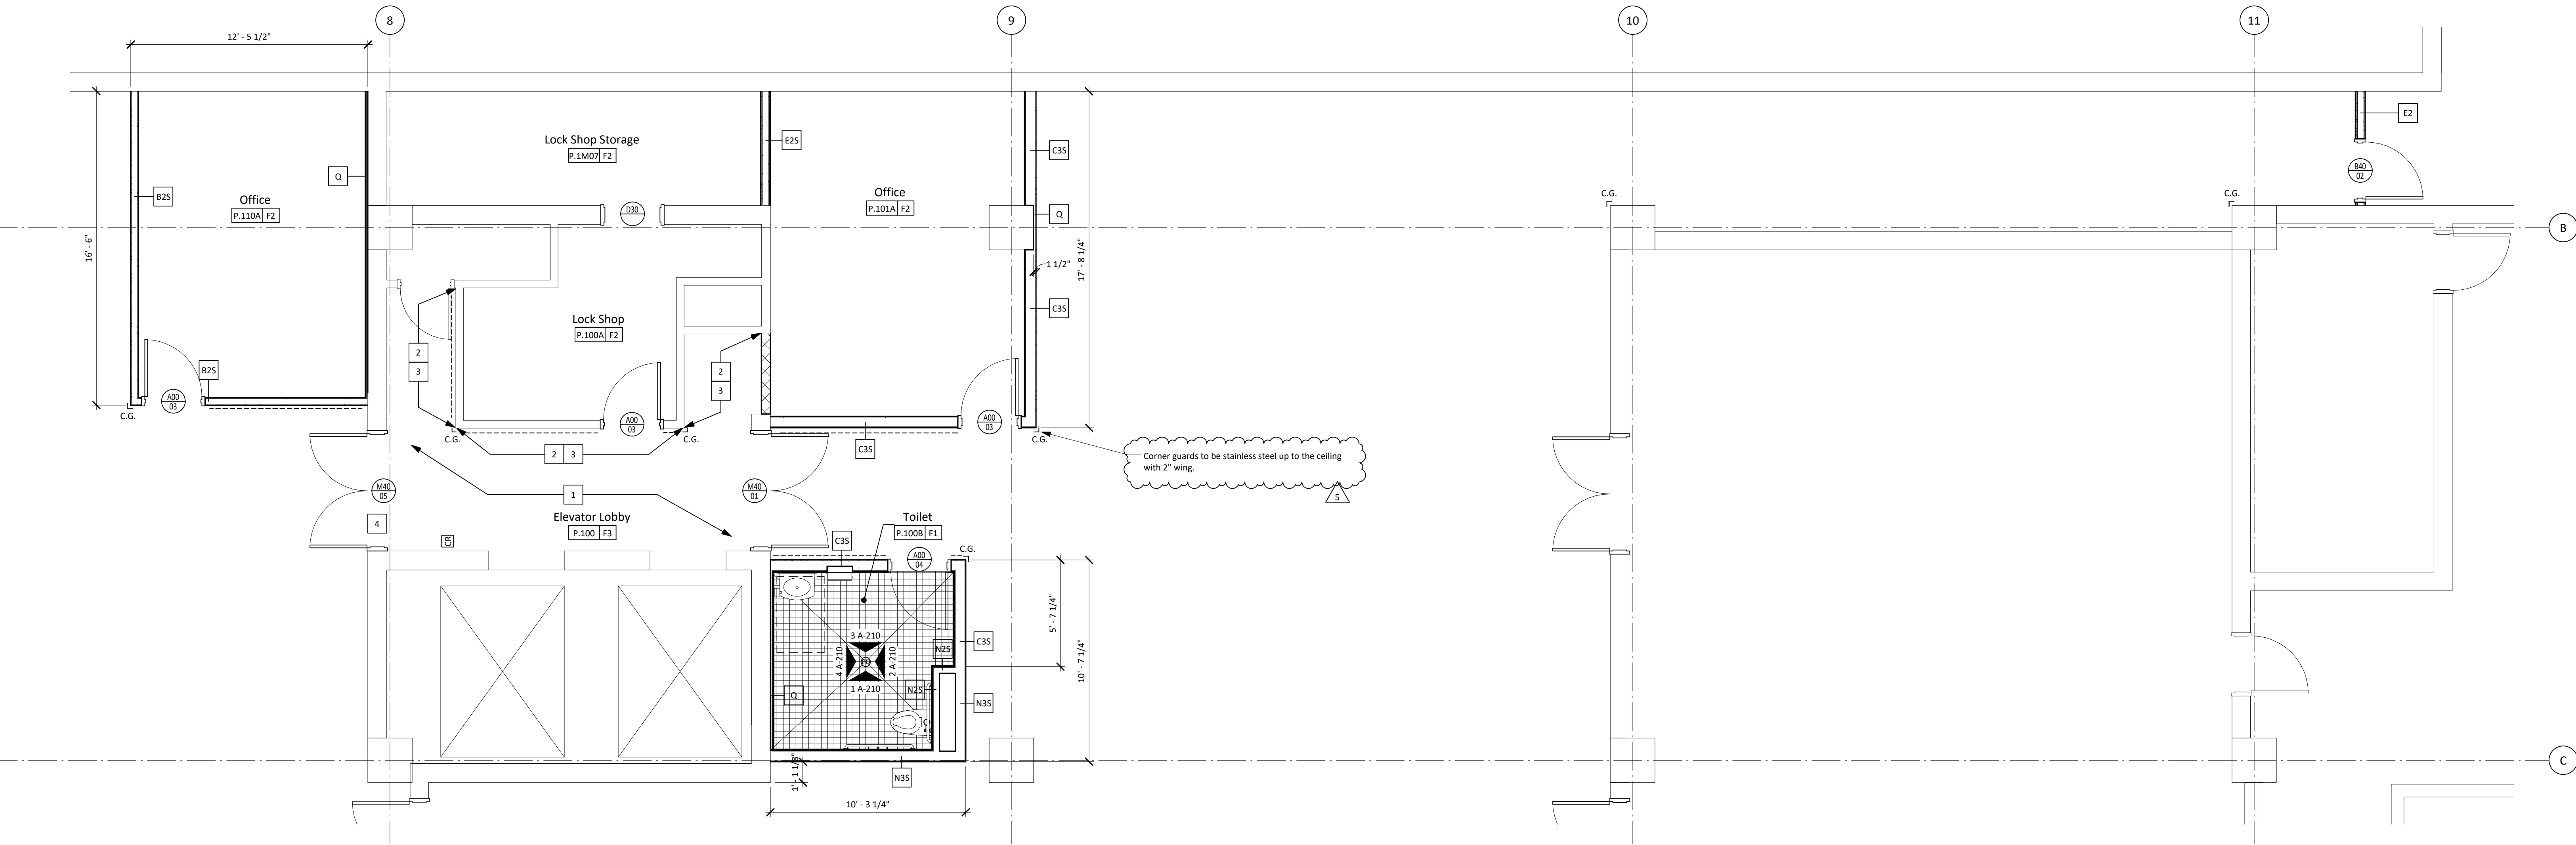 8
9
10
11
12' - 5 1/2"
E2
Lock Shop Storage
P.1M07 F2
E2S
C3S
B40
02
Q
Office
P.101A F2
B2S
Office
P.110A F2
C.G.
C.G.
D30
Q
B
16' - 6"
17' - 8 1/4"
1 1/2"
C3S
Lock Shop
P.100A F2
2
3
2
3
B2S
A00
03
C.G.
A00
03
A00
03
C.G.
C.G.
C.G.
C3S
2 3
Corner guards to be stainless steel up to the ceiling
with 2" wing.
5
M40
05
1
M40
01
Elevator Lobby
P.100 F3
4
CR
Toilet
P.100B F1
C3S
A00
04
C.G.
5' - 7 1/4"
10' - 7 1/4"
3 A-210
4 A-210
2 A-210
1 A-210
C3S
N2S
N2S
Q
N3S
N3S
C
1' - 1 1/8"
10' - 3 1/4"